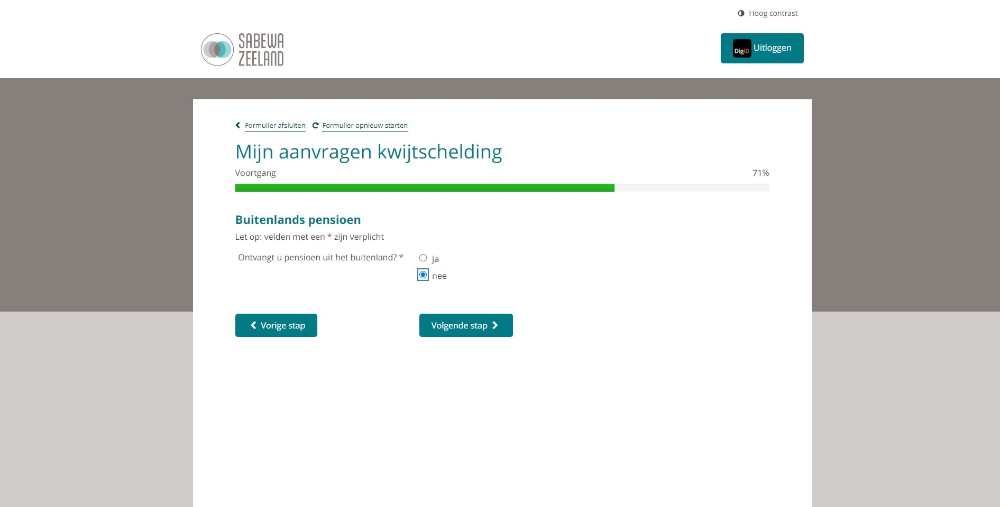 Hoog contrast
SABEWA
ZEELAND
DigiD Uitloggen
Formulier afsluiten Formulier opnieuw starten
Mijn aanvragen kwijtschelding
Voortgang 71%
Buitenlands pensioen
Let op: velden met een * zijn verplicht
Ontvangt u pensioen uit het buitenland? * ja
nee
Vorige stap Volgende stap